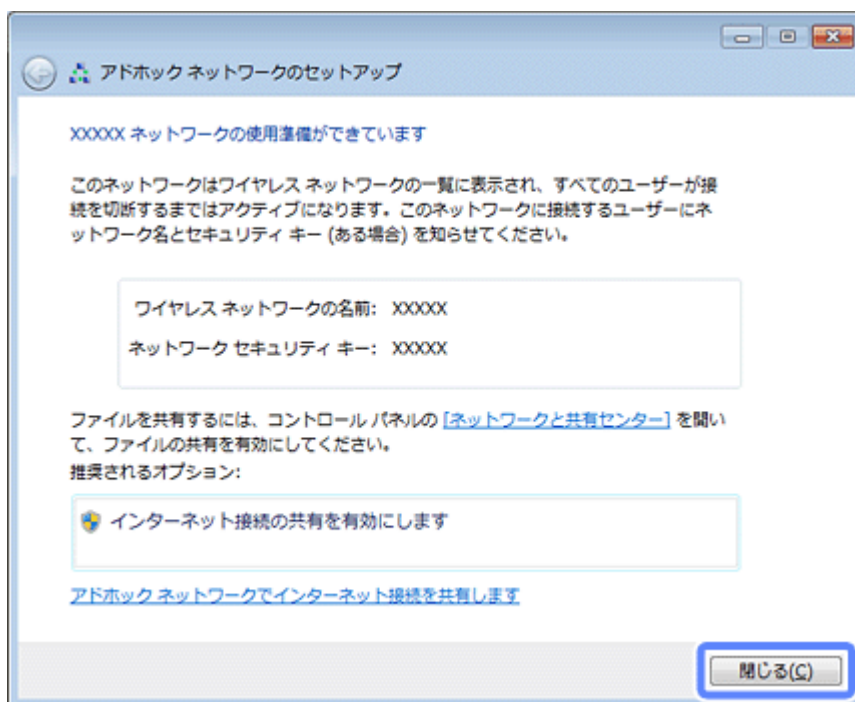 アドホック ネットワークのセットアップ
XXXXX ネットワークの使用準備ができています
このネットワークはワイヤレス ネットワークの一覧に表示され、すべてのユーザーが接
続を切断するまではアクティブになります。このネットワークに接続するユーザーにネ
ットワーク名とセキュリティ キー (ある場合) を知らせてください。
ワイヤレス ネットワークの名前: XXXXX
ネットワーク セキュリティ キー: XXXXX
ファイルを共有するには、コントロール パネルの [ネットワークと共有センター] を開い
て、ファイルの共有を有効にしてください。
推奨されるオプション:
インターネット接続の共有を有効にします
アドホック ネットワークでインターネット接続を共有します
閉じる(C)